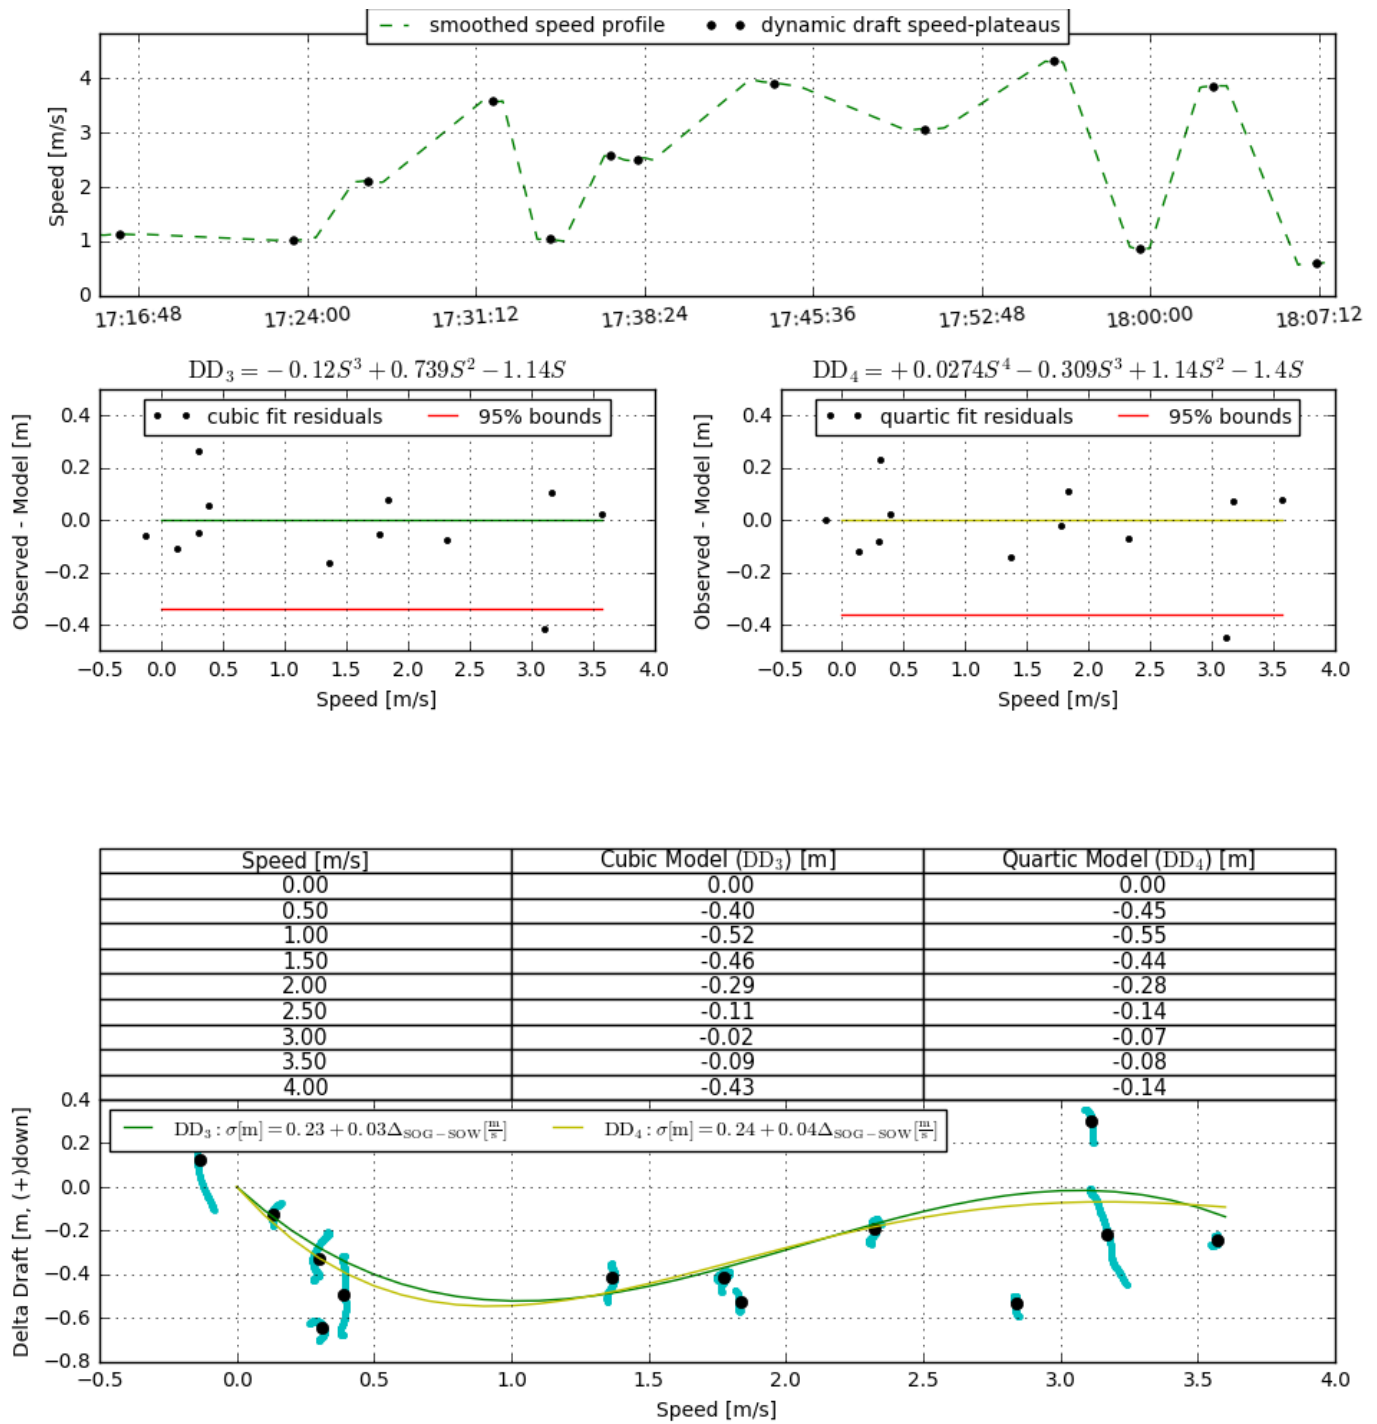 smoothed speed profile dynamic draft speed-plateaus
Speed [m/s]
4
3
2
1
0
17:16:48 17:24:00 17:31:12 17:38:24 17:45:36 17:52:48 18:00:00 18:07:12
DD₃ = −0.12S³ + 0.739S² − 1.14S
cubic fit residuals 95% bounds
Observed - Model [m]
0.4
0.2
0.0
−0.2
−0.4
−0.5 0.0 0.5 1.0 1.5 2.0 2.5 3.0 3.5 4.0
Speed [m/s]
DD₄ = +0.0274S⁴ − 0.309S³ + 1.14S² − 1.4S
quartic fit residuals 95% bounds
Observed - Model [m]
0.4
0.2
0.0
−0.2
−0.4
−0.5 0.0 0.5 1.0 1.5 2.0 2.5 3.0 3.5 4.0
Speed [m/s]
Speed [m/s] Cubic Model (DD₃) [m] Quartic Model (DD₄) [m]
0.00 0.00 0.00
0.50 -0.40 -0.45
1.00 -0.52 -0.55
1.50 -0.46 -0.44
2.00 -0.29 -0.28
2.50 -0.11 -0.14
3.00 -0.02 -0.07
3.50 -0.09 -0.08
4.00 -0.43 -0.14
DD₃ : σ[m] = 0.23 + 0.03Δ_SOG−SOW[m/s] DD₄ : σ[m] = 0.24 + 0.04Δ_SOG−SOW[m/s]
Delta Draft [m, (+)down]
0.4
0.2
0.0
−0.2
−0.4
−0.6
−0.8
−0.5 0.0 0.5 1.0 1.5 2.0 2.5 3.0 3.5 4.0
Speed [m/s]